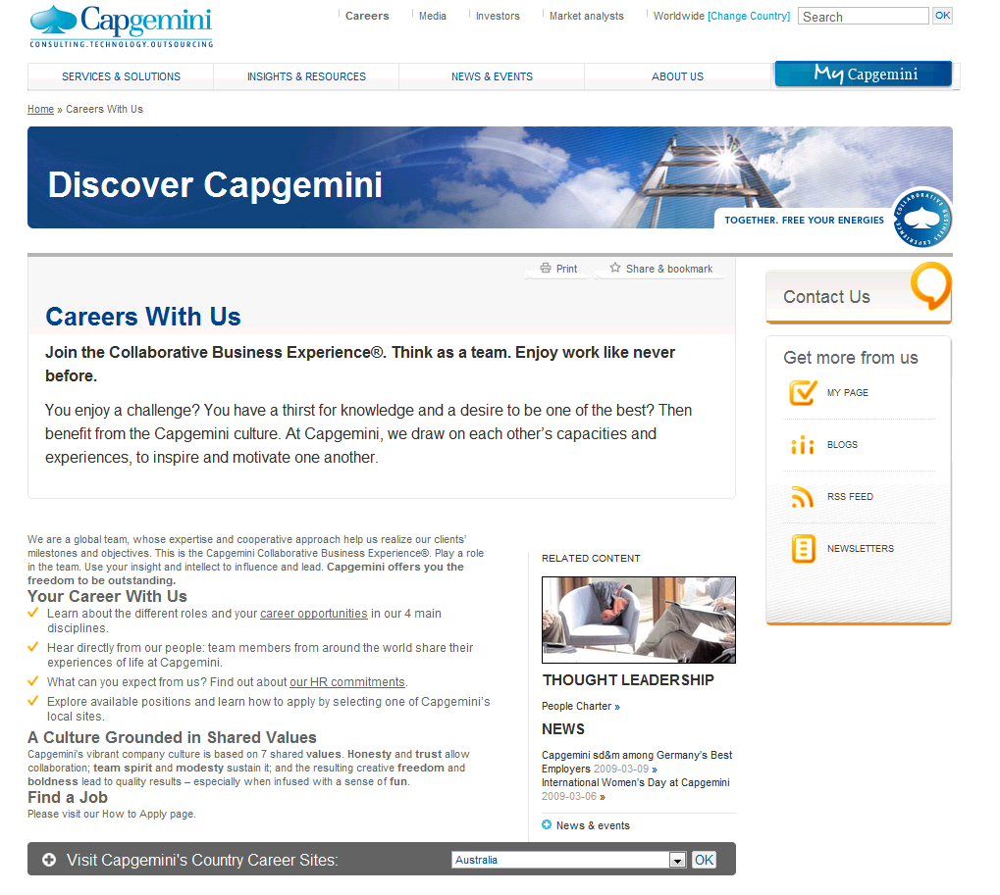 Capgemini
CONSULTING.TECHNOLOGY.OUTSOURCING
Careers
Media
Investors
Market analysts
Worldwide [Change Country]
Search
OK
SERVICES & SOLUTIONS
INSIGHTS & RESOURCES
NEWS & EVENTS
ABOUT US
My Capgemini
Home » Careers With Us
Discover Capgemini
TOGETHER. FREE YOUR ENERGIES
COLLABORATIVE BUSINESS EXPERIENCE
Print
Share & bookmark
Careers With Us
Join the Collaborative Business Experience®. Think as a team. Enjoy work like never
before.
You enjoy a challenge? You have a thirst for knowledge and a desire to be one of the best? Then
benefit from the Capgemini culture. At Capgemini, we draw on each other's capacities and
experiences, to inspire and motivate one another.
Contact Us
Get more from us
MY PAGE
BLOGS
RSS FEED
NEWSLETTERS
We are a global team, whose expertise and cooperative approach help us realize our clients'
milestones and objectives. This is the Capgemini Collaborative Business Experience®. Play a role
in the team. Use your insight and intellect to influence and lead. Capgemini offers you the
freedom to be outstanding.
Your Career With Us
Learn about the different roles and your career opportunities in our 4 main
disciplines.
Hear directly from our people: team members from around the world share their
experiences of life at Capgemini.
What can you expect from us? Find out about our HR commitments.
Explore available positions and learn how to apply by selecting one of Capgemini's
local sites.
A Culture Grounded in Shared Values
Capgemini's vibrant company culture is based on 7 shared values. Honesty and trust allow
collaboration; team spirit and modesty sustain it; and the resulting creative freedom and
boldness lead to quality results – especially when infused with a sense of fun.
Find a Job
Please visit our How to Apply page.
RELATED CONTENT
THOUGHT LEADERSHIP
People Charter »
NEWS
Capgemini sd&m among Germany's Best
Employers 2009-03-09 »
International Women's Day at Capgemini
2009-03-06 »
News & events
Visit Capgemini's Country Career Sites:
Australia
OK